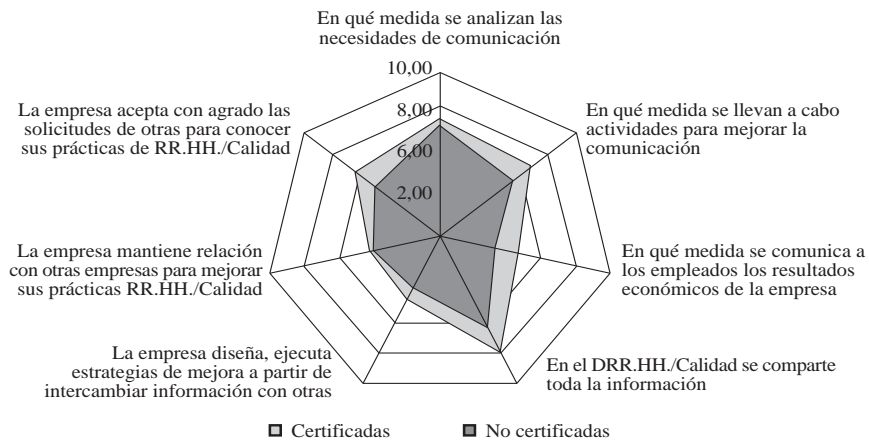 En qué medida se analizan las
necesidades de comunicación
10,00
8,00
6,00
2,00
En qué medida se llevan a cabo
actividades para mejorar la
comunicación
En qué medida se comunica a
los empleados los resultados
económicos de la empresa
En el DRR.HH./Calidad se comparte
toda la información
La empresa diseña, ejecuta
estrategias de mejora a partir de
intercambiar información con otras
La empresa mantiene relación
con otras empresas para mejorar
sus prácticas RR.HH./Calidad
La empresa acepta con agrado las
solicitudes de otras para conocer
sus prácticas de RR.HH./Calidad
Certificadas
No certificadas